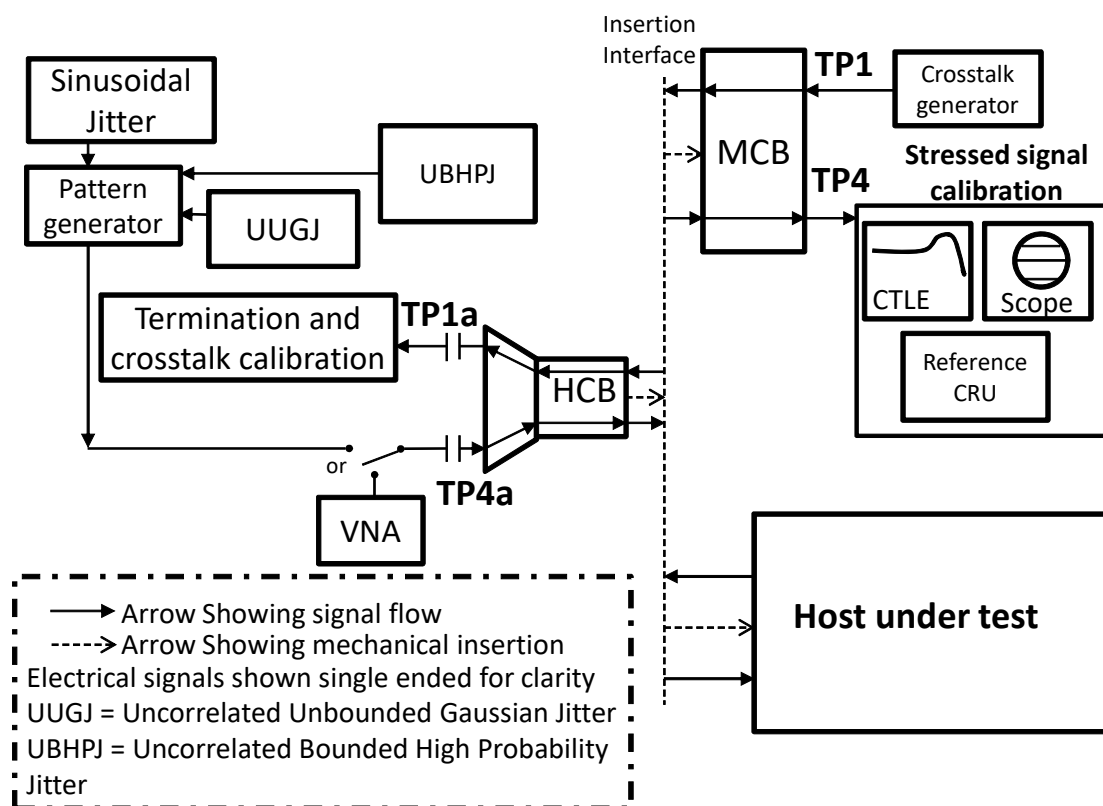 Insertion
Interface
Sinusoidal
Jitter
TP1
Crosstalk
generator
MCB
UBHPJ
Pattern
generator
UUGJ
TP4
Stressed signal
calibration
CTLE
Scope
Reference
CRU
Termination and
crosstalk calibration
TP1a
HCB
or
TP4a
VNA
Host under test
Arrow Showing signal flow
Arrow Showing mechanical insertion
Electrical signals shown single ended for clarity
UUGJ = Uncorrelated Unbounded Gaussian Jitter
UBHPJ = Uncorrelated Bounded High Probability
Jitter